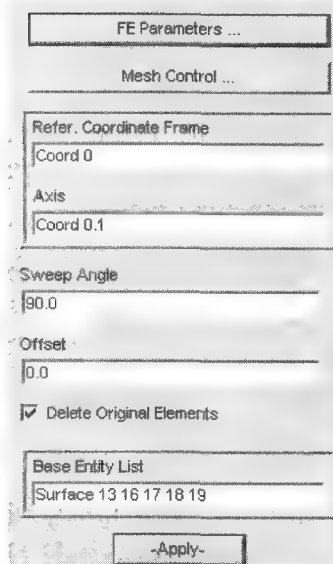 FE Parameters ...
Mesh Control ...
Refer. Coordinate Frame
Coord 0
Axis
Coord 0.1
Sweep Angle
90.0
Offset
0.0
Delete Original Elements
Base Entity List
Surface 13 16 17 18 19
-Apply-